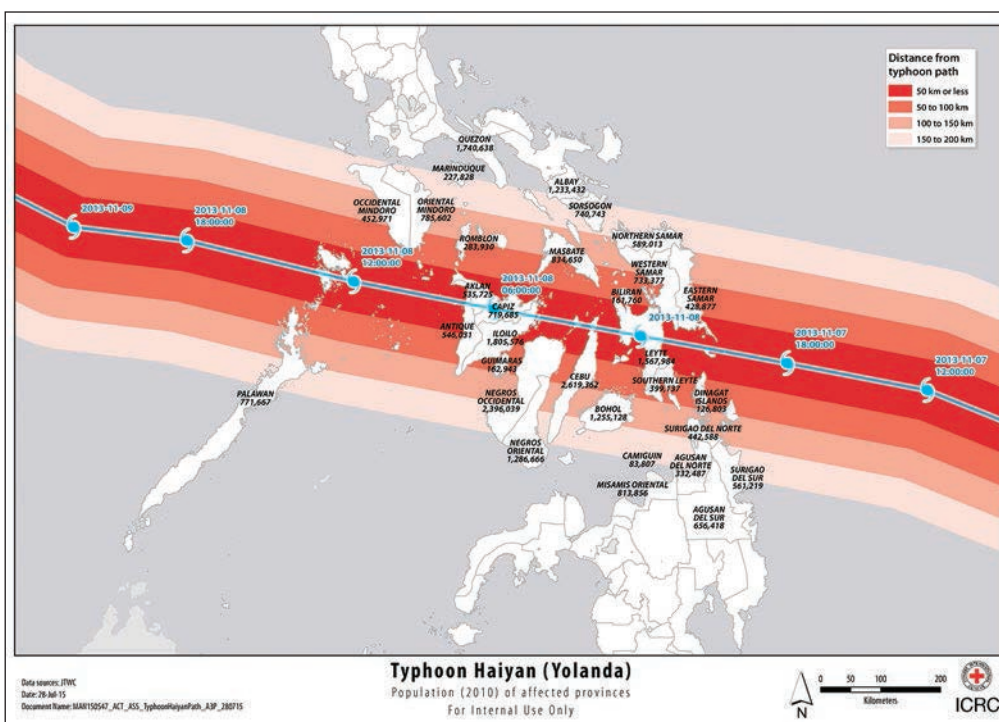 Distance from
typhoon path
50 km or less
50 to 100 km
100 to 150 km
150 to 200 km
QUEZON
1,740,638
MARINDUQUE
227,828
ALBAY
1,233,432
OCCIDENTAL
MINDORO
452,971
ORIENTAL
MINDORO
785,602
SORSOGON
740,743
2013-11-09
2013-11-08
18:00:00
ROMBLON
283,930
MASBATE
834,650
NORTHERN SAMAR
589,013
2013-11-08
12:00:00
WESTERN
SAMAR
733,377
2013-11-08
06:00:00
AKLAN
535,725
CAPIZ
719,685
BILIRAN
161,760
EASTERN
SAMAR
428,877
2013-11-08
ANTIQUE
546,031
ILOILO
1,805,576
2013-11-07
18:00:00
GUIMARAS
162,943
LEYTE
1,567,984
2013-11-07
12:00:00
CEBU
2,619,362
SOUTHERN LEYTE
399,137
PALAWAN
771,667
NEGROS
OCCIDENTAL
2,396,039
DINAGAT
ISLANDS
126,803
BOHOL
1,255,128
SURIGAO DEL NORTE
442,588
NEGROS
ORIENTAL
1,286,666
CAMIGUIN
83,807
AGUSAN
DEL NORTE
332,487
SURIGAO
DEL SUR
561,219
MISAMIS ORIENTAL
813,856
AGUSAN
DEL SUR
656,418
Data sources: JTWC
Date: 28-Jul-15
Document Name: MAR150547_ACT_ASS_TyphoonHaiyanPath_A3P_280715
Typhoon Haiyan (Yolanda)
Population (2010) of affected provinces
For Internal Use Only
N
0 50 100 200
Kilometers
ICRC